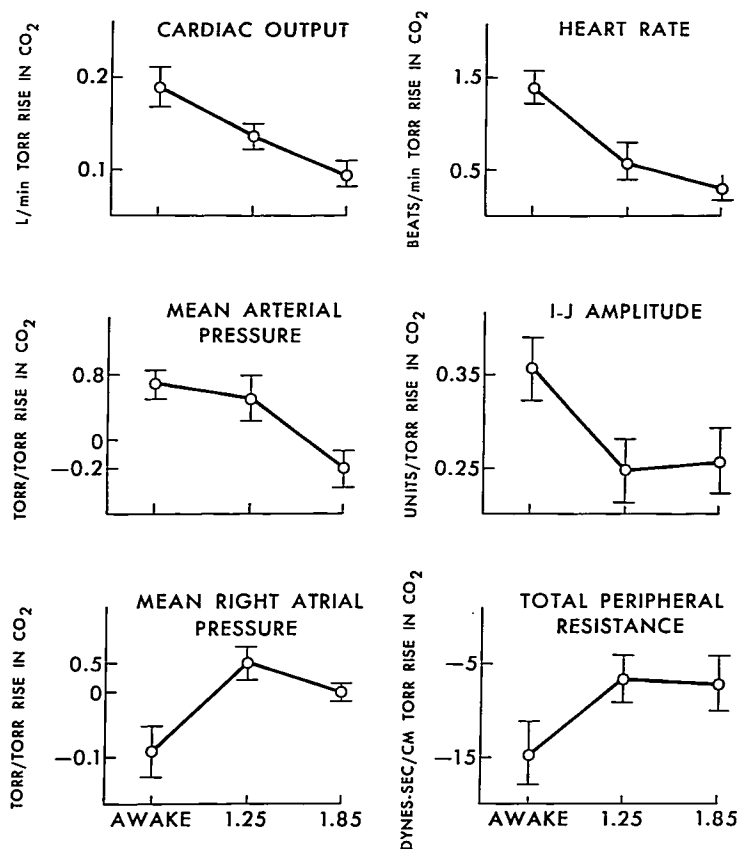 CARDIAC OUTPUT
L/min TORR RISE IN CO2
0.2
0.1
HEART RATE
BEATS/min TORR RISE IN CO2
1.5
0.5
MEAN ARTERIAL
PRESSURE
TORR/TORR RISE IN CO2
0.8
0
−0.2
I-J AMPLITUDE
UNITS/TORR RISE IN CO2
0.35
0.25
MEAN RIGHT ATRIAL
PRESSURE
TORR/TORR RISE IN CO2
0.5
0
−0.1
AWAKE 1.25 1.85
TOTAL PERIPHERAL
RESISTANCE
DYNES-SEC/CM TORR RISE IN CO2
−5
−15
AWAKE 1.25 1.85